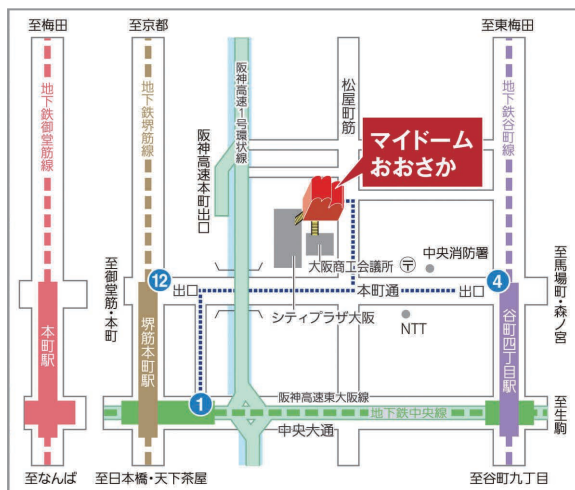 至梅田
至京都
至東梅田
地下鉄御堂筋線
地下鉄堺筋線
阪神高速1号環状線
松屋町筋
地下鉄谷町線
阪神高速本町出口
マイドーム
おおさか
大阪商工会議所
〒
中央消防署
至御堂筋・本町
12
出口
本町通
出口
4
至馬場町・森ノ宮
シティプラザ大阪
NTT
本町駅
堺筋本町駅
谷町四丁目駅
1
阪神高速東大阪線
地下鉄中央線
中央大通
至生駒
至なんば
至日本橋・天下茶屋
至谷町九丁目